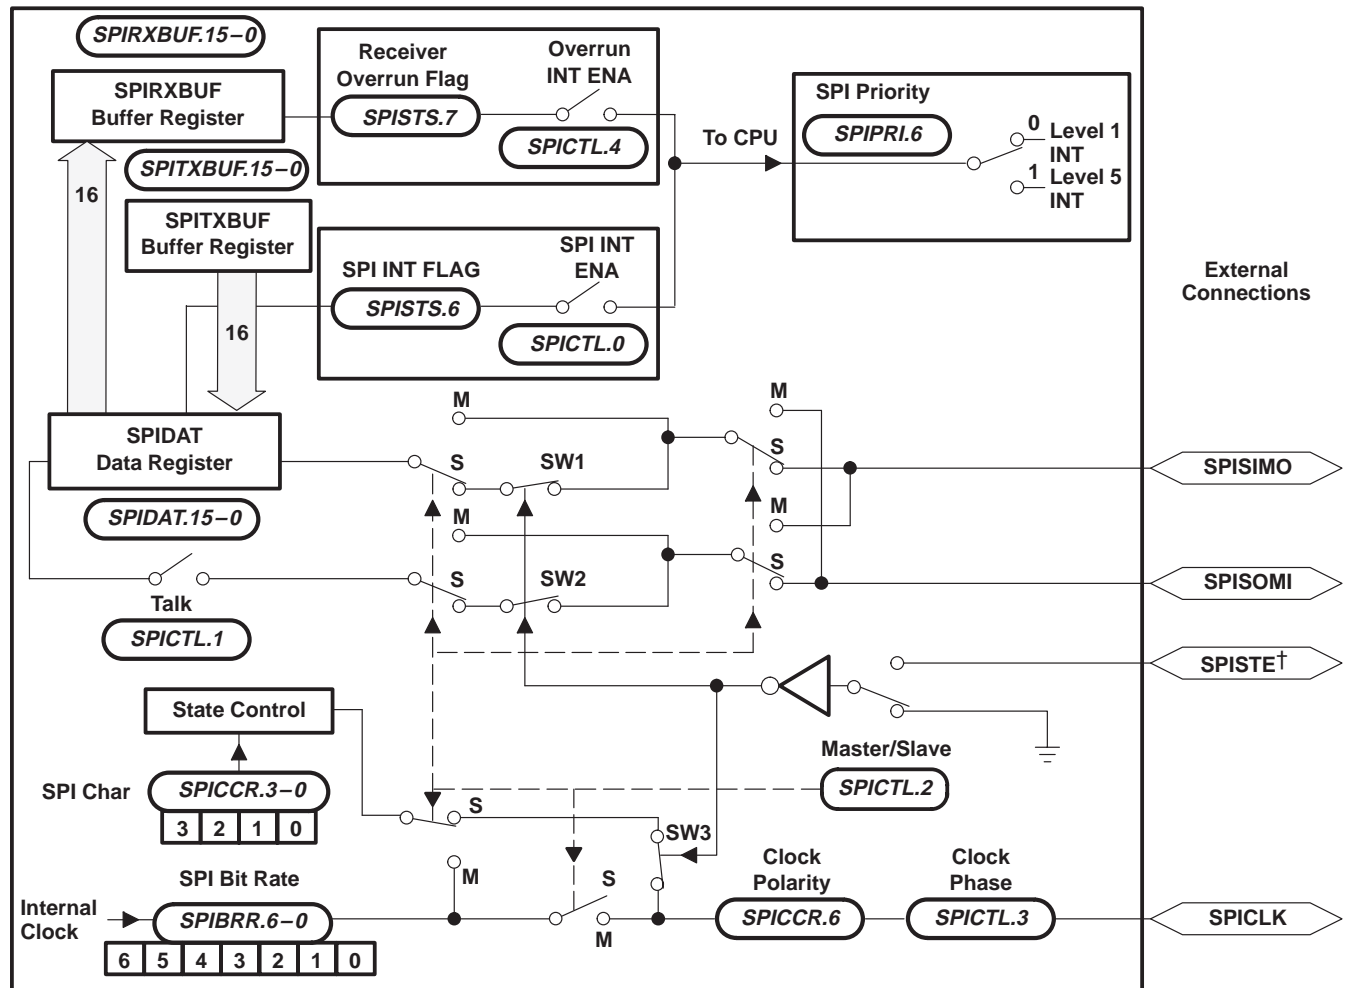 SPIRXBUF.15−0
SPIRXBUF
Buffer Register
Receiver
Overrun Flag
SPISTS.7
Overrun
INT ENA
SPICTL.4
To CPU
SPI Priority
SPIPRI.6
0
Level 1
INT
1
Level 5
INT
16
SPITXBUF.15−0
SPITXBUF
Buffer Register
16
SPI INT FLAG
SPISTS.6
SPI INT
ENA
SPICTL.0
External
Connections
SPIDAT
Data Register
SPIDAT.15−0
M
S
SW1
M
S
SPISIMO
M
S
SW2
M
S
SPISOMI
Talk
SPICTL.1
SPISTE†
State Control
Master/Slave
SPICTL.2
SPI Char
SPICCR.3−0
3 2 1 0
S
SW3
M
SPI Bit Rate
Internal
Clock
SPIBRR.6−0
6 5 4 3 2 1 0
S
M
Clock
Polarity
SPICCR.6
Clock
Phase
SPICTL.3
SPICLK